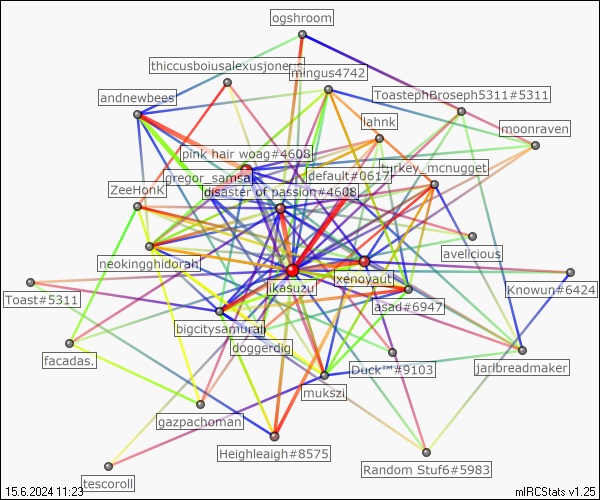 ogshroom
thiccusboiusalexusjone
mingus4742
andnewbees
ToastephBroseph5311#5311
lahnk
moonraven
pink hair woag#4608
gregor_samsa
default#0617
turkey_mcnugget
ZeeHonK
disaster of passion#4608
avelicious
neokingghidorah
ikasuzu
xenoyaut
Knowun#6424
Toast#5311
asad#6947
bigcitysamurai
doggerdig
facadas.
Duck™#9103
jarlbreadmaker
mukszi
gazpachoman
Heighleaigh#8575
Random Stuf6#5983
tescoroll
15.6.2024 11:23
mIRCStats v1.25